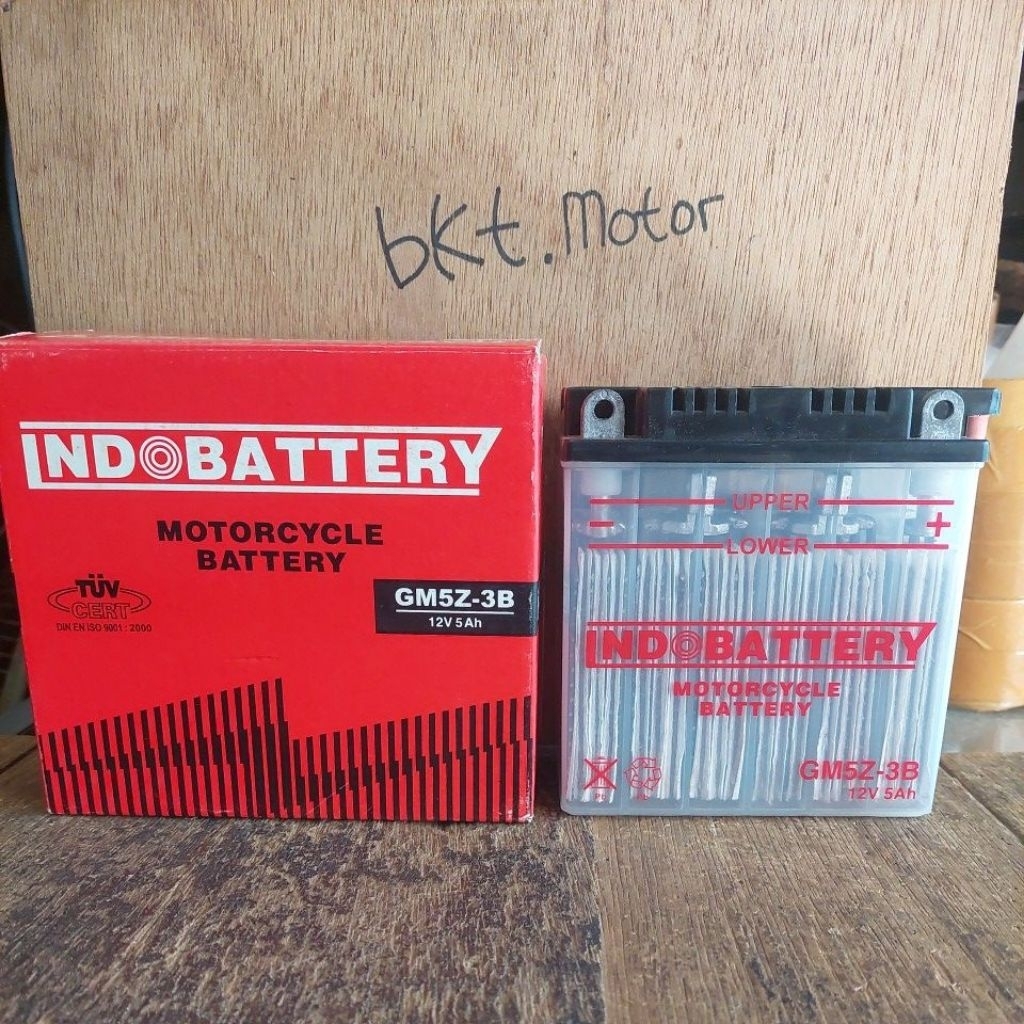 bkt.Motor
INDOBATTERY
MOTORCYCLE
BATTERY
TÜV
CERT
DIN EN ISO 9001 : 2000
GM5Z-3B
12V 5Ah
UPPER
- +
LOWER
INDOBATTERY
MOTORCYCLE
BATTERY
GM5Z-3B
12V 5Ah